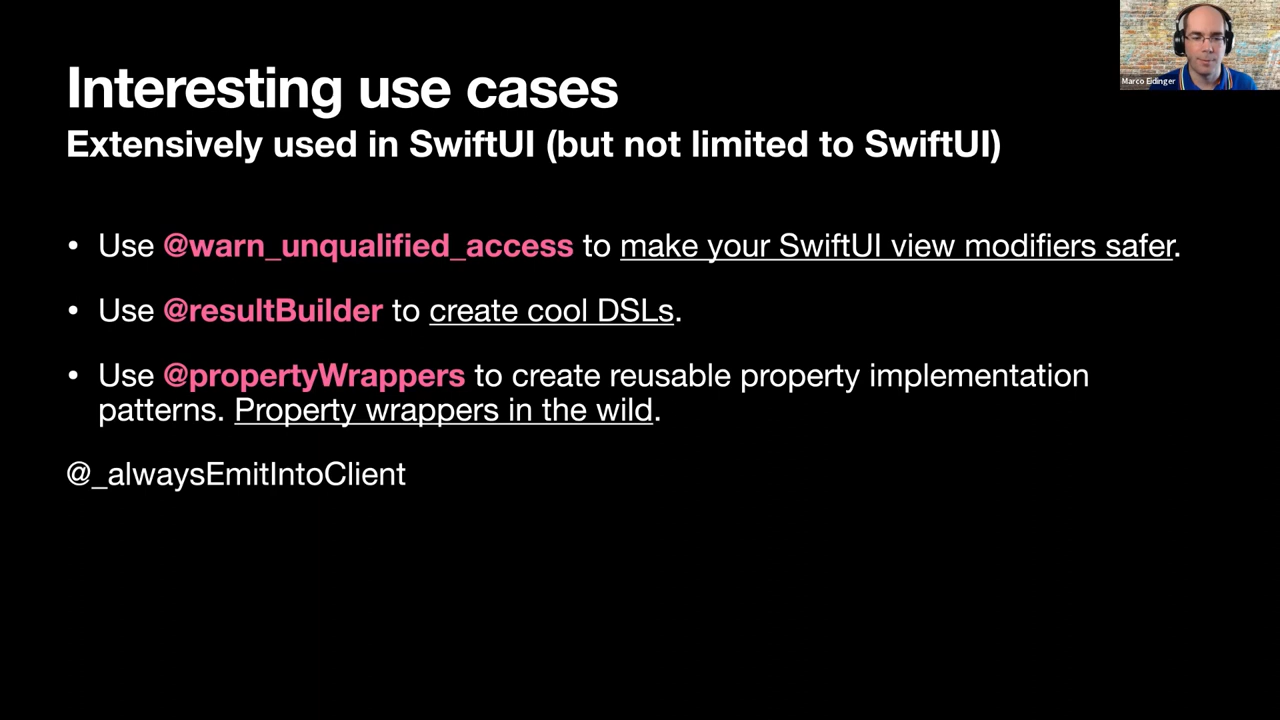 Marco Eidinger
Interesting use cases
Extensively used in SwiftUI (but not limited to SwiftUI)
• Use @warn_unqualified_access to make your SwiftUI view modifiers safer.
• Use @resultBuilder to create cool DSLs.
• Use @propertyWrappers to create reusable property implementation
patterns. Property wrappers in the wild.
@_alwaysEmitIntoClient